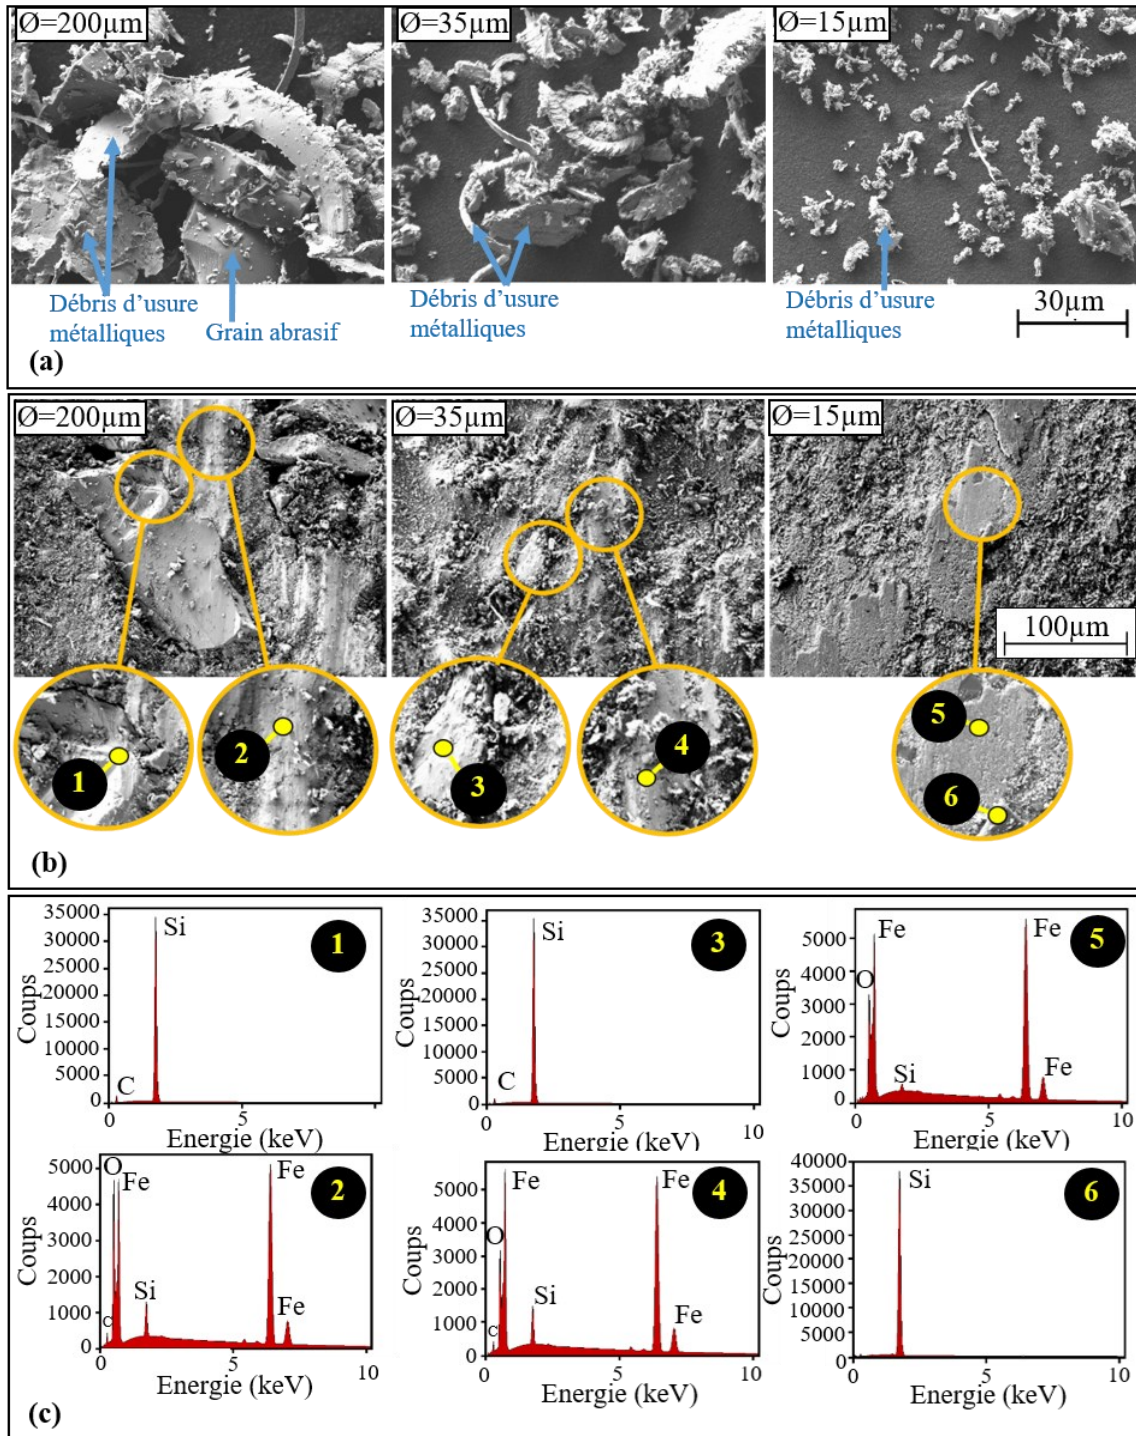 Ø=200µm
Ø=35µm
Ø=15µm
Débris d'usure
métalliques
Grain abrasif
Débris d'usure
métalliques
Débris d'usure
métalliques
30µm
(a)
Ø=200µm
Ø=35µm
Ø=15µm
100µm
1
2
3
4
5
6
(b)
35000
30000
25000
20000
15000
10000
5000
0
Coups
Si
C
1
0
5
Energie (keV)
35000
30000
25000
20000
15000
10000
5000
0
Coups
Si
C
3
0
5
10
Energie (keV)
5000
4000
3000
2000
1000
0
Coups
O
Fe
Si
Fe
Fe
5
0
5
10
Energie (keV)
5000
4000
3000
2000
1000
0
Coups
O
Fe
c
Si
Fe
Fe
2
0
5
10
Energie (keV)
5000
4000
3000
2000
1000
0
Coups
O
Fe
c
Si
Fe
Fe
4
0
5
10
Energie (keV)
40000
35000
30000
25000
20000
15000
10000
5000
0
Coups
Si
6
0
5
10
Energie (keV)
(c)